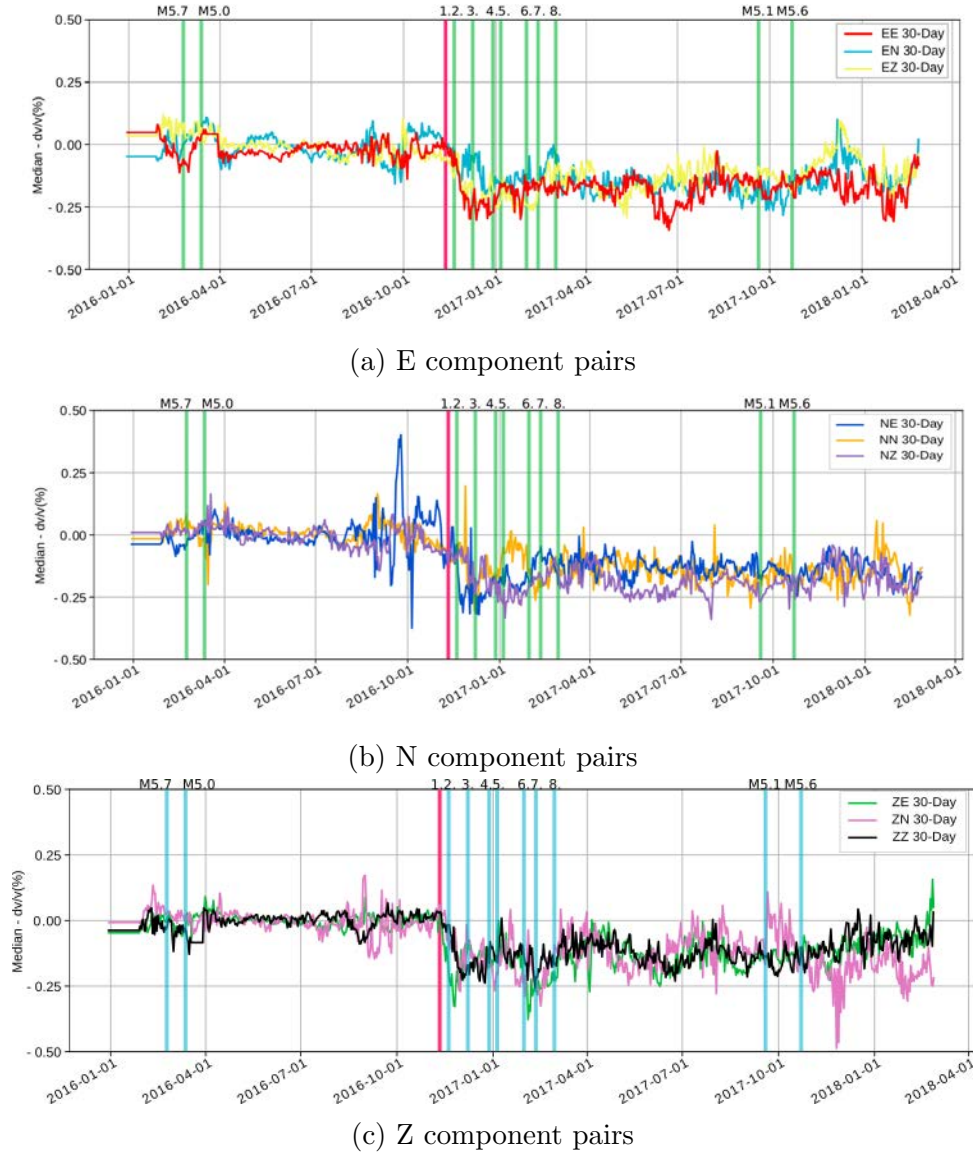 M5.7 M5.0 1.2. 3. 4.5. 6.7. 8. M5.1 M5.6
0.50
EE 30-Day
EN 30-Day
EZ 30-Day
0.25
0.00
- 0.25
- 0.50
Median - dv/v(%)
2016-01-01 2016-04-01 2016-07-01 2016-10-01 2017-01-01 2017-04-01 2017-07-01 2017-10-01 2018-01-01 2018-04-01
(a) E component pairs
M5.7 M5.0 1.2. 3. 4.5. 6.7. 8. M5.1 M5.6
0.50
NE 30-Day
NN 30-Day
NZ 30-Day
0.25
0.00
- 0.25
- 0.50
Median - dv/v(%)
2016-01-01 2016-04-01 2016-07-01 2016-10-01 2017-01-01 2017-04-01 2017-07-01 2017-10-01 2018-01-01 2018-04-01
(b) N component pairs
M5.7 M5.0 1.2. 3. 4.5. 6.7. 8. M5.1 M5.6
0.50
ZE 30-Day
ZN 30-Day
ZZ 30-Day
0.25
0.00
- 0.25
- 0.50
Median - dv/v(%)
2016-01-01 2016-04-01 2016-07-01 2016-10-01 2017-01-01 2017-04-01 2017-07-01 2017-10-01 2018-01-01 2018-04-01
(c) Z component pairs